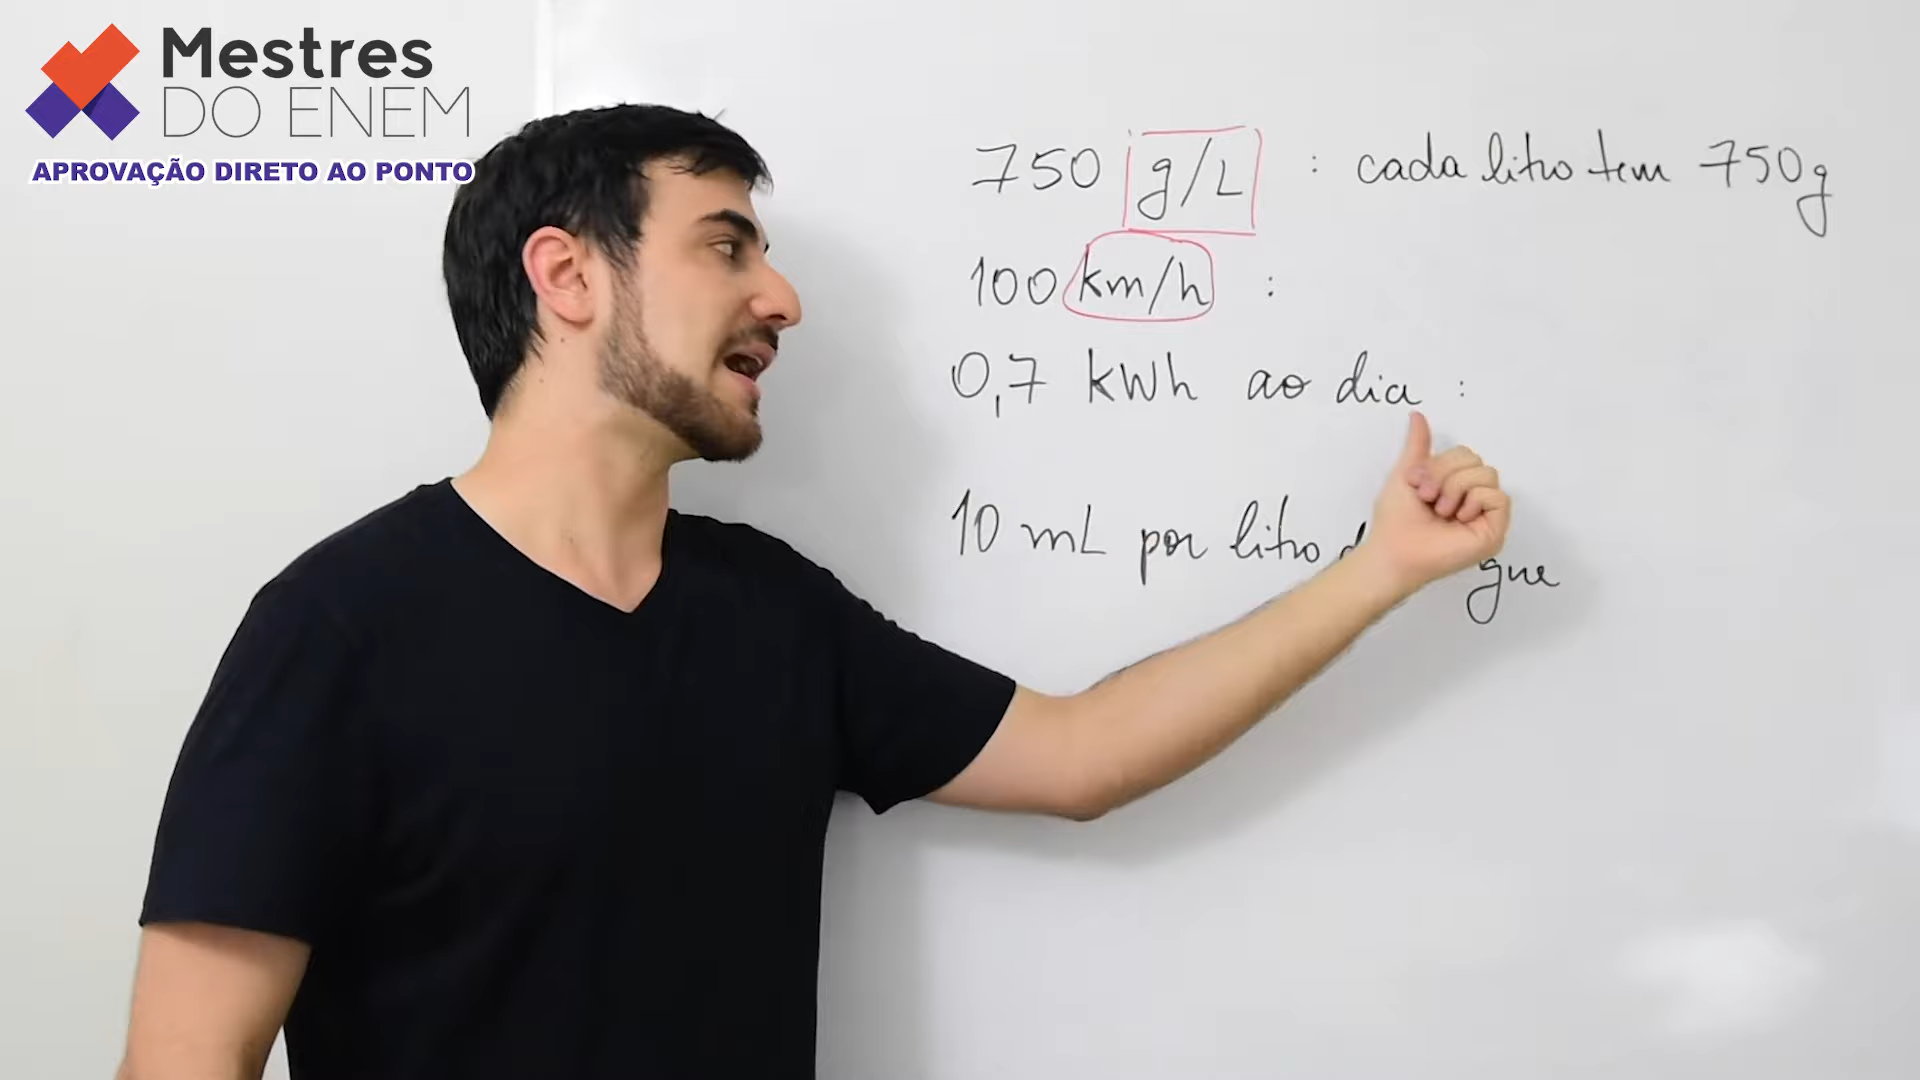 Mestres
DO ENEM
APROVAÇÃO DIRETO AO PONTO
750 g/L : cada litro tem 750g
100 km/h :
0,7 kWh ao dia :
10 mL por litro